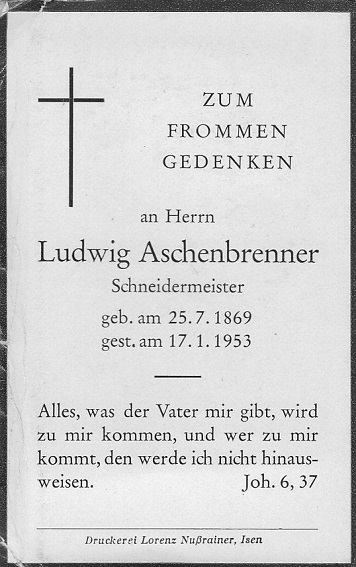 ZUM
FROMMEN
GEDENKEN
an Herrn
Ludwig Aschenbrenner
Schneidermeister
geb. am 25.7.1869
gest. am 17.1.1953
Alles, was der Vater mir gibt, wird
zu mir kommen, und wer zu mir
kommt, den werde ich nicht hinaus-
weisen. Joh. 6, 37
Druckerei Lorenz Nußrainer, Isen